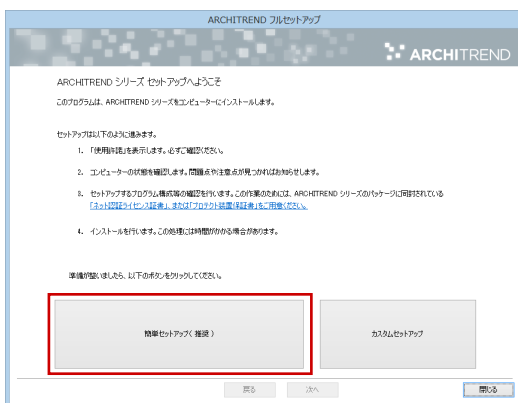 ARCHITREND フルセットアップ
ARCHITREND
ARCHITREND シリーズ セットアップへようこそ
このプログラムは、ARCHITREND シリーズをコンピューターにインストールします。
セットアップは以下のように進みます。
1. 「使用許諾」を表示します。必ずご確認ください。
2. コンピューターの状態を確認します。問題点や注意点が見つかればお知らせします。
3. セットアップするプログラム構成等の確認を行います。この作業のためには、ARCHITREND シリーズのパッケージに同封されている
「ネット認証ライセンス証書」、または「プロテクト装置保証書」をご用意ください。
4. インストールを行います。この処理には時間がかかる場合があります。
準備が整いましたら、以下のボタンをクリックしてください。
簡単セットアップ( 推奨 )
カスタムセットアップ
戻る
次へ
閉じる